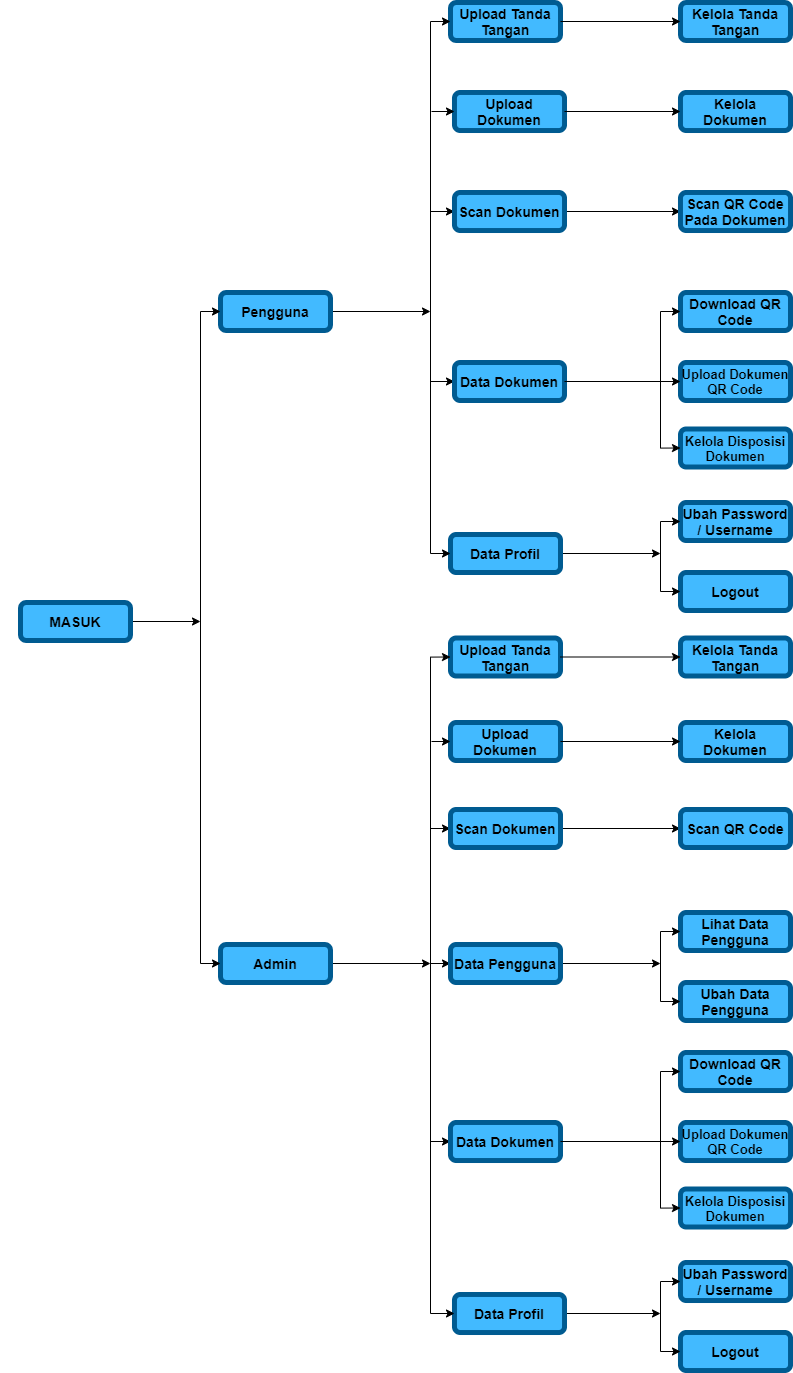 Upload Tanda
Tangan
Kelola Tanda
Tangan
Upload
Dokumen
Kelola
Dokumen
Scan Dokumen
Scan QR Code
Pada Dokumen
Pengguna
Download QR
Code
Data Dokumen
Upload Dokumen
QR Code
Kelola Disposisi
Dokumen
Data Profil
Ubah Password
/ Username
Logout
MASUK
Upload Tanda
Tangan
Kelola Tanda
Tangan
Upload
Dokumen
Kelola
Dokumen
Scan Dokumen
Scan QR Code
Admin
Data Pengguna
Lihat Data
Pengguna
Ubah Data
Pengguna
Download QR
Code
Data Dokumen
Upload Dokumen
QR Code
Kelola Disposisi
Dokumen
Data Profil
Ubah Password
/ Username
Logout